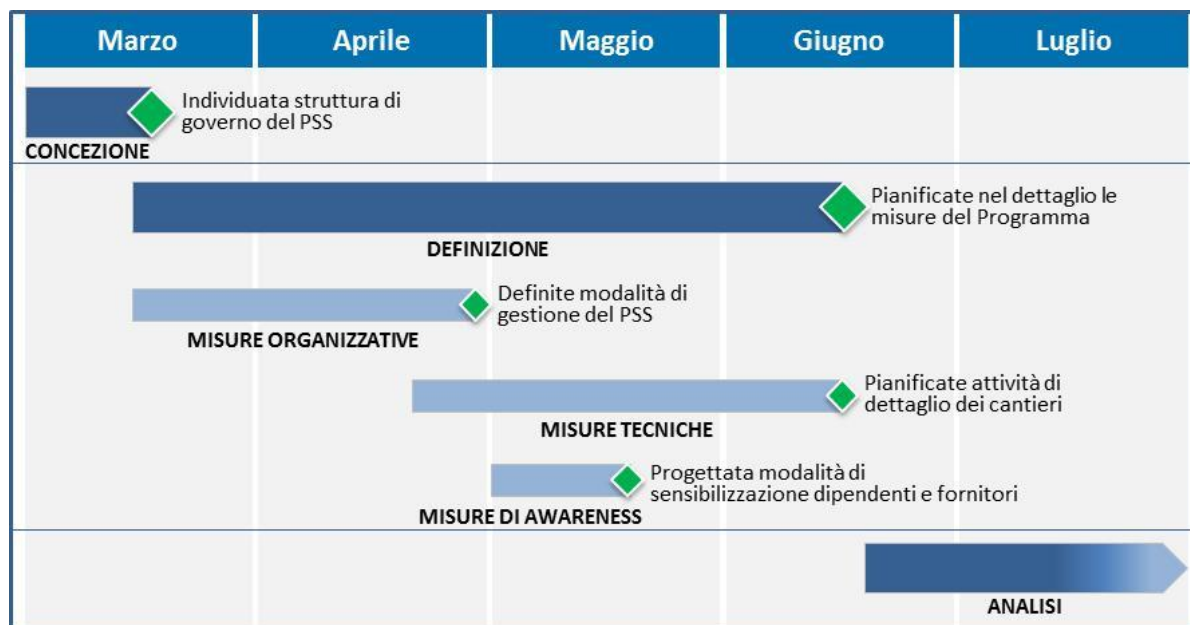 Marzo Aprile Maggio Giugno Luglio
Individuata struttura di
governo del PSS
CONCEZIONE
Pianificate nel dettaglio le
misure del Programma
DEFINIZIONE
Definite modalità di
gestione del PSS
MISURE ORGANIZZATIVE
Pianificate attività di
dettaglio dei cantieri
MISURE TECNICHE
Progettata modalità di
sensibilizzazione dipendenti e fornitori
MISURE DI AWARENESS
ANALISI